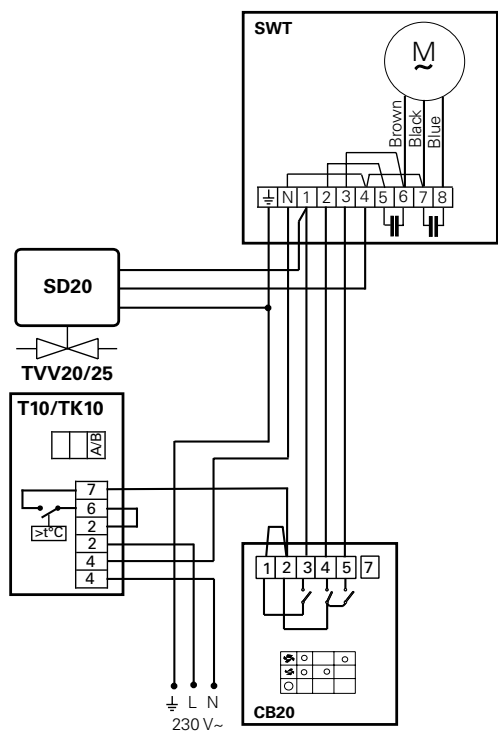 SWT
M
~
Brown
Black
Blue
N 1 2 3 4 5 6 7 8
SD20
TVV20/25
T10/TK10
A/B
7
6
2
2
4
4
>t°C
1 2 3 4 5 7
L N
230 V~
CB20